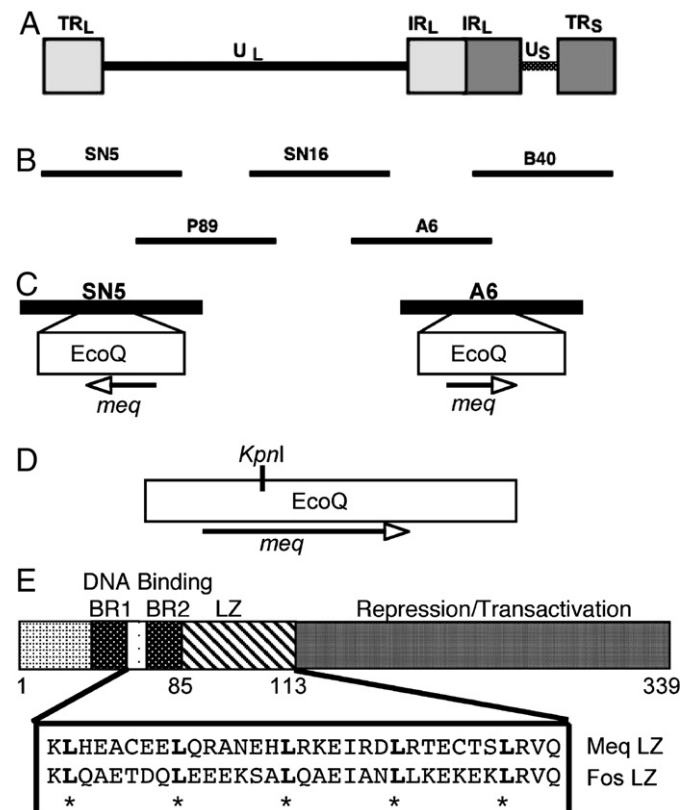 A
TRL UL IRL IRL US TRS
B
SN5 SN16 B40
P89 A6
C
SN5 A6
EcoQ EcoQ
meq meq
D
KpnI
EcoQ
meq
E
DNA Binding
BR1 BR2 LZ Repression/Transactivation
1 85 113 339
KLHEACEELQRANEHLRKEIRDLRTECTSLRVQ Meq LZ
KLQAETDQLEEEKSALQAEIANLLKEKEKLRVQ Fos LZ
* * * * *